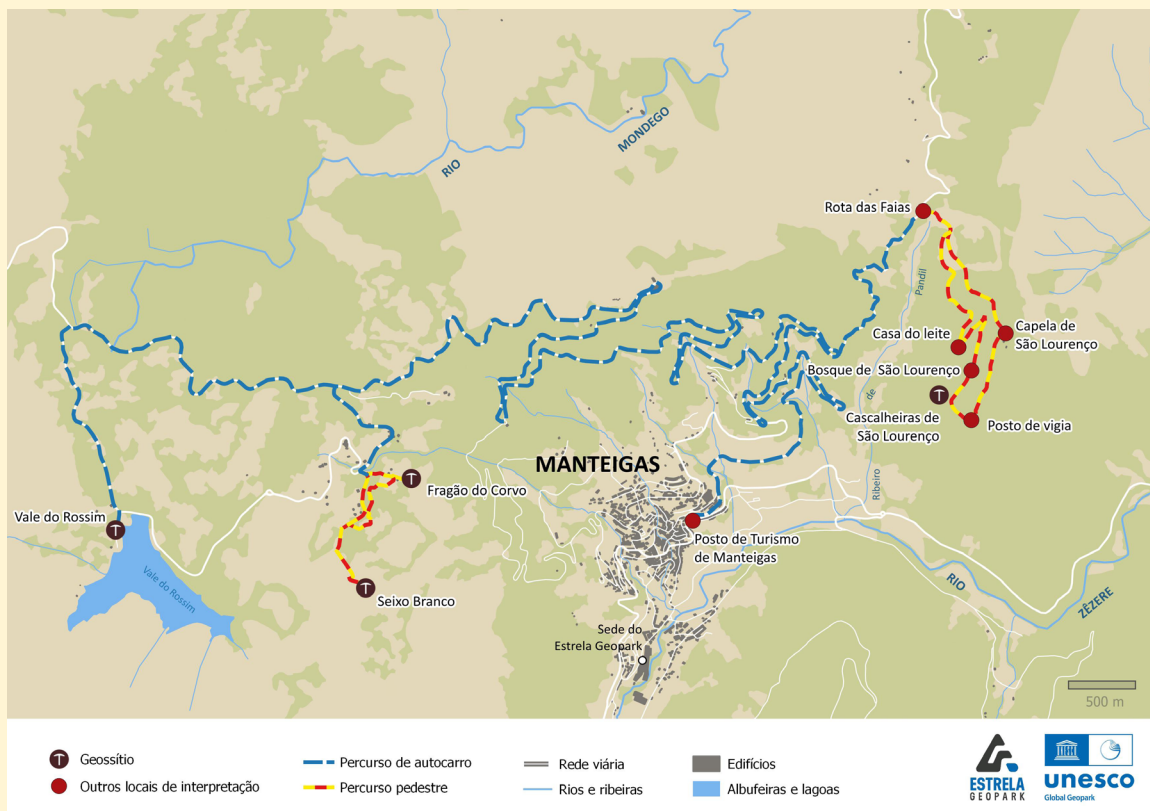 RIO
MONDEGO
Rota das Faias
Pandil
de
Ribeiro
Casa do leite
Capela de
São Lourenço
Bosque de São Lourenço
Cascalheiras de
São Lourenço
Posto de vigia
MANTEIGAS
Fragão do Corvo
Vale do Rossim
Vale do Rossim
Seixo Branco
Posto de Turismo
de Manteigas
RIO
ZÊZERE
Sede do
Estrela Geopark
500 m
Geossítio
Outros locais de interpretação
Percurso de autocarro
Percurso pedestre
Rede viária
Rios e ribeiras
Edifícios
Albufeiras e lagoas
ESTRELA
GEOPARK
unesco
Global Geopark